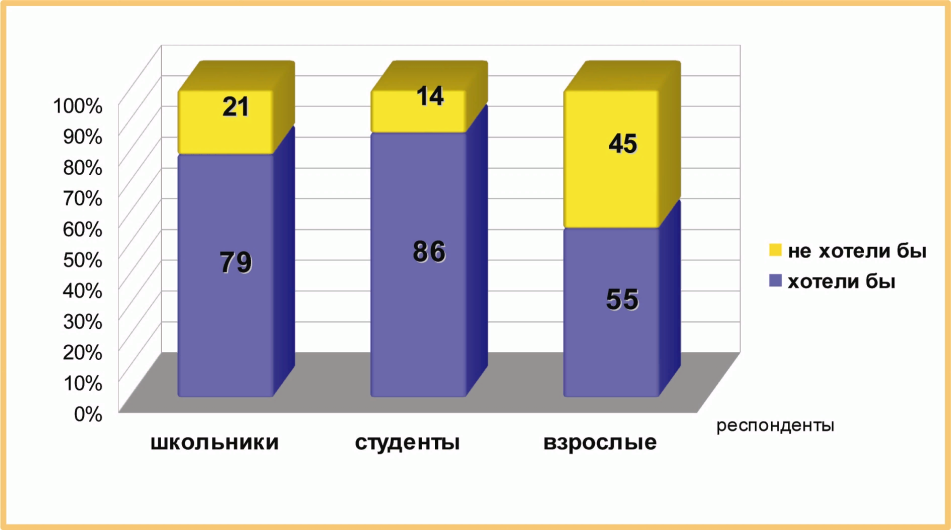 100%
90%
80%
70%
60%
50%
40%
30%
20%
10%
0%
21
14
45
79
86
55
не хотели бы
хотели бы
школьники
студенты
взрослые
респонденты